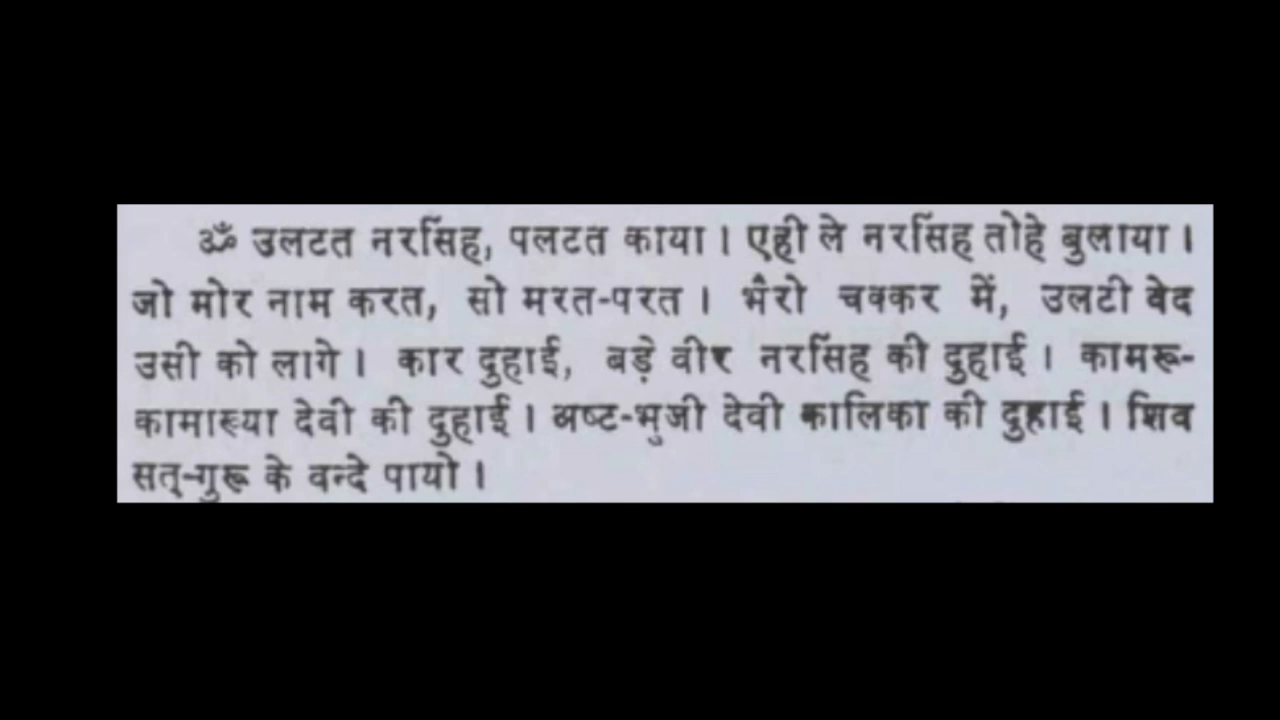 ॐ उलटत नरसिंह, पलटत काया । एही ले नरसिंह तोहे बुलाया ।
जो मोर नाम करत, सो मरत-परत । भैरो चक्कर में, उलटी वेद
उसी को लागे । कार दुहाई, बड़े वीर नरसिंह की दुहाई । कामरू-
कामाख्या देवी की दुहाई । अष्ट-भुजी देवी कालिका की दुहाई । शिव
सत्-गुरू के वन्दे पायो ।